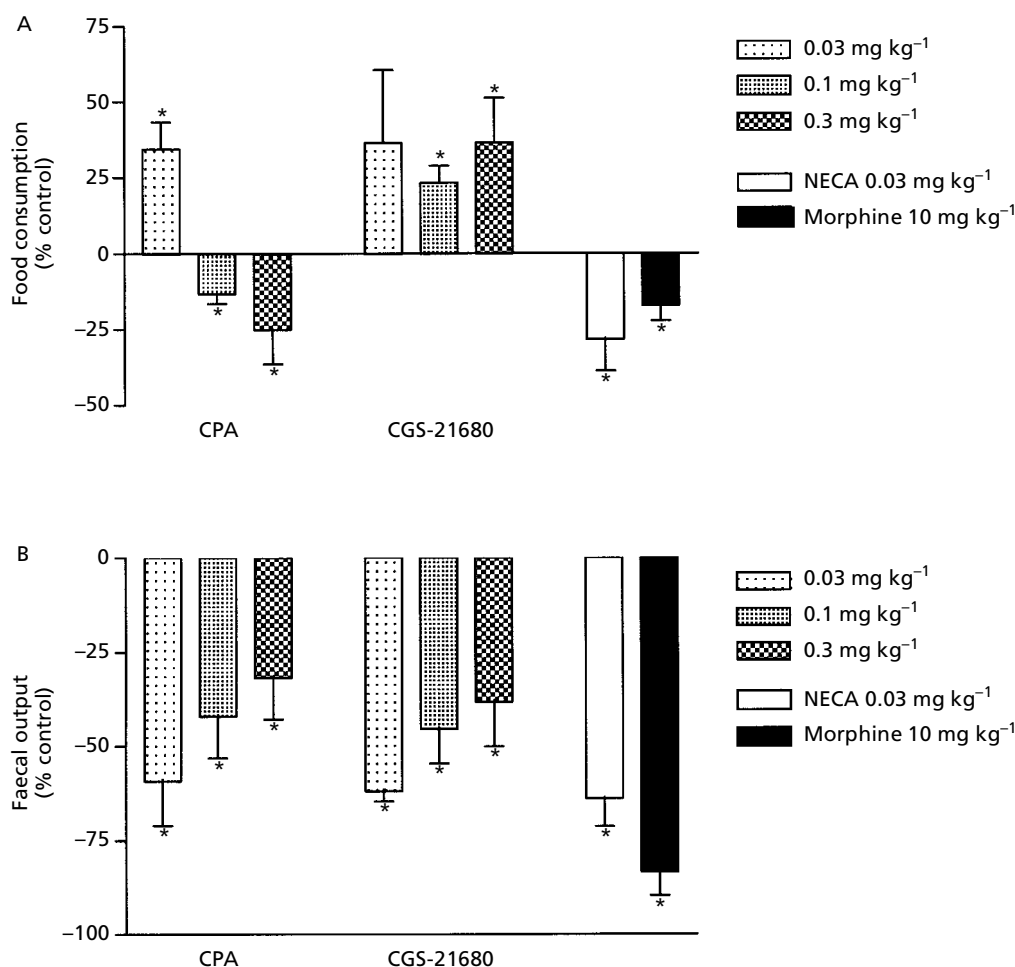 A
75
50
25
0
−25
−50
Food consumption
(% control)
*
*
*
*
*
*
*
CPA
CGS-21680
0.03 mg kg⁻¹
0.1 mg kg⁻¹
0.3 mg kg⁻¹
NECA 0.03 mg kg⁻¹
Morphine 10 mg kg⁻¹
B
0
−25
−50
−75
−100
Faecal output
(% control)
*
*
*
*
*
*
*
*
CPA
CGS-21680
0.03 mg kg⁻¹
0.1 mg kg⁻¹
0.3 mg kg⁻¹
NECA 0.03 mg kg⁻¹
Morphine 10 mg kg⁻¹